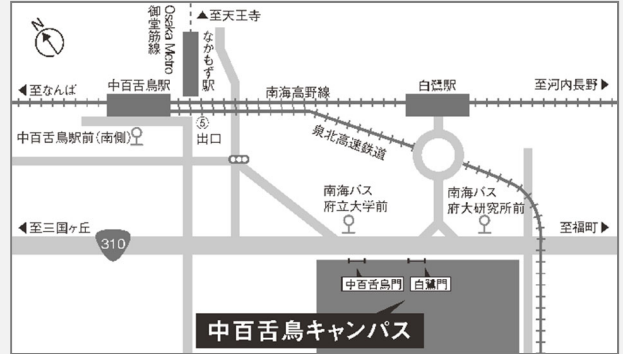 ▲至天王寺
Osaka Metro
御堂筋線
なかもず駅
◀至なんば
中百舌鳥駅
南海高野線
白鷺駅
至河内長野▶
⑤
出口
中百舌鳥駅前(南側)
泉北高速鉄道
南海バス
府立大学前
南海バス
府大研究所前
◀至三国ヶ丘
310
至福町▶
中百舌鳥門
白鷺門
中百舌鳥キャンパス